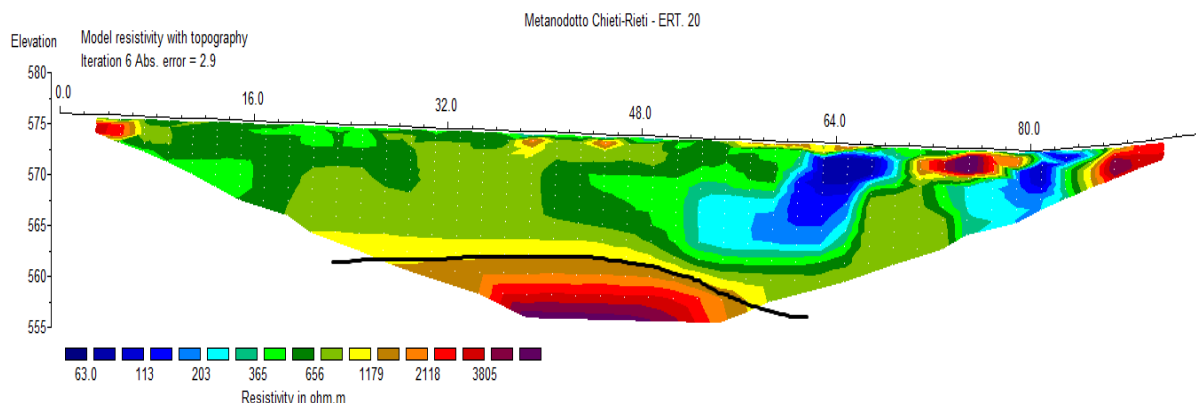 Metanodotto Chieti-Rieti - ERT. 20
Elevation
Model resistivity with topography
Iteration 6 Abs. error = 2.9
580
575
570
565
560
555
0.0 16.0 32.0 48.0 64.0 80.0
63.0 113 203 365 656 1179 2118 3805
Resistivity in ohm.m